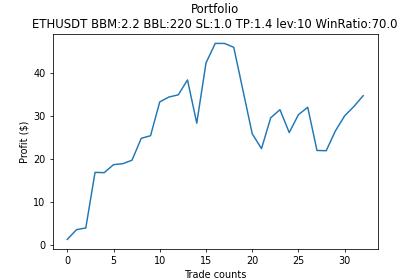 Portfolio
ETHUSDT BBM:2.2 BBL:220 SL:1.0 TP:1.4 lev:10 WinRatio:70.0
40
30
20
10
0
Profit ($)
0 5 10 15 20 25 30
Trade counts